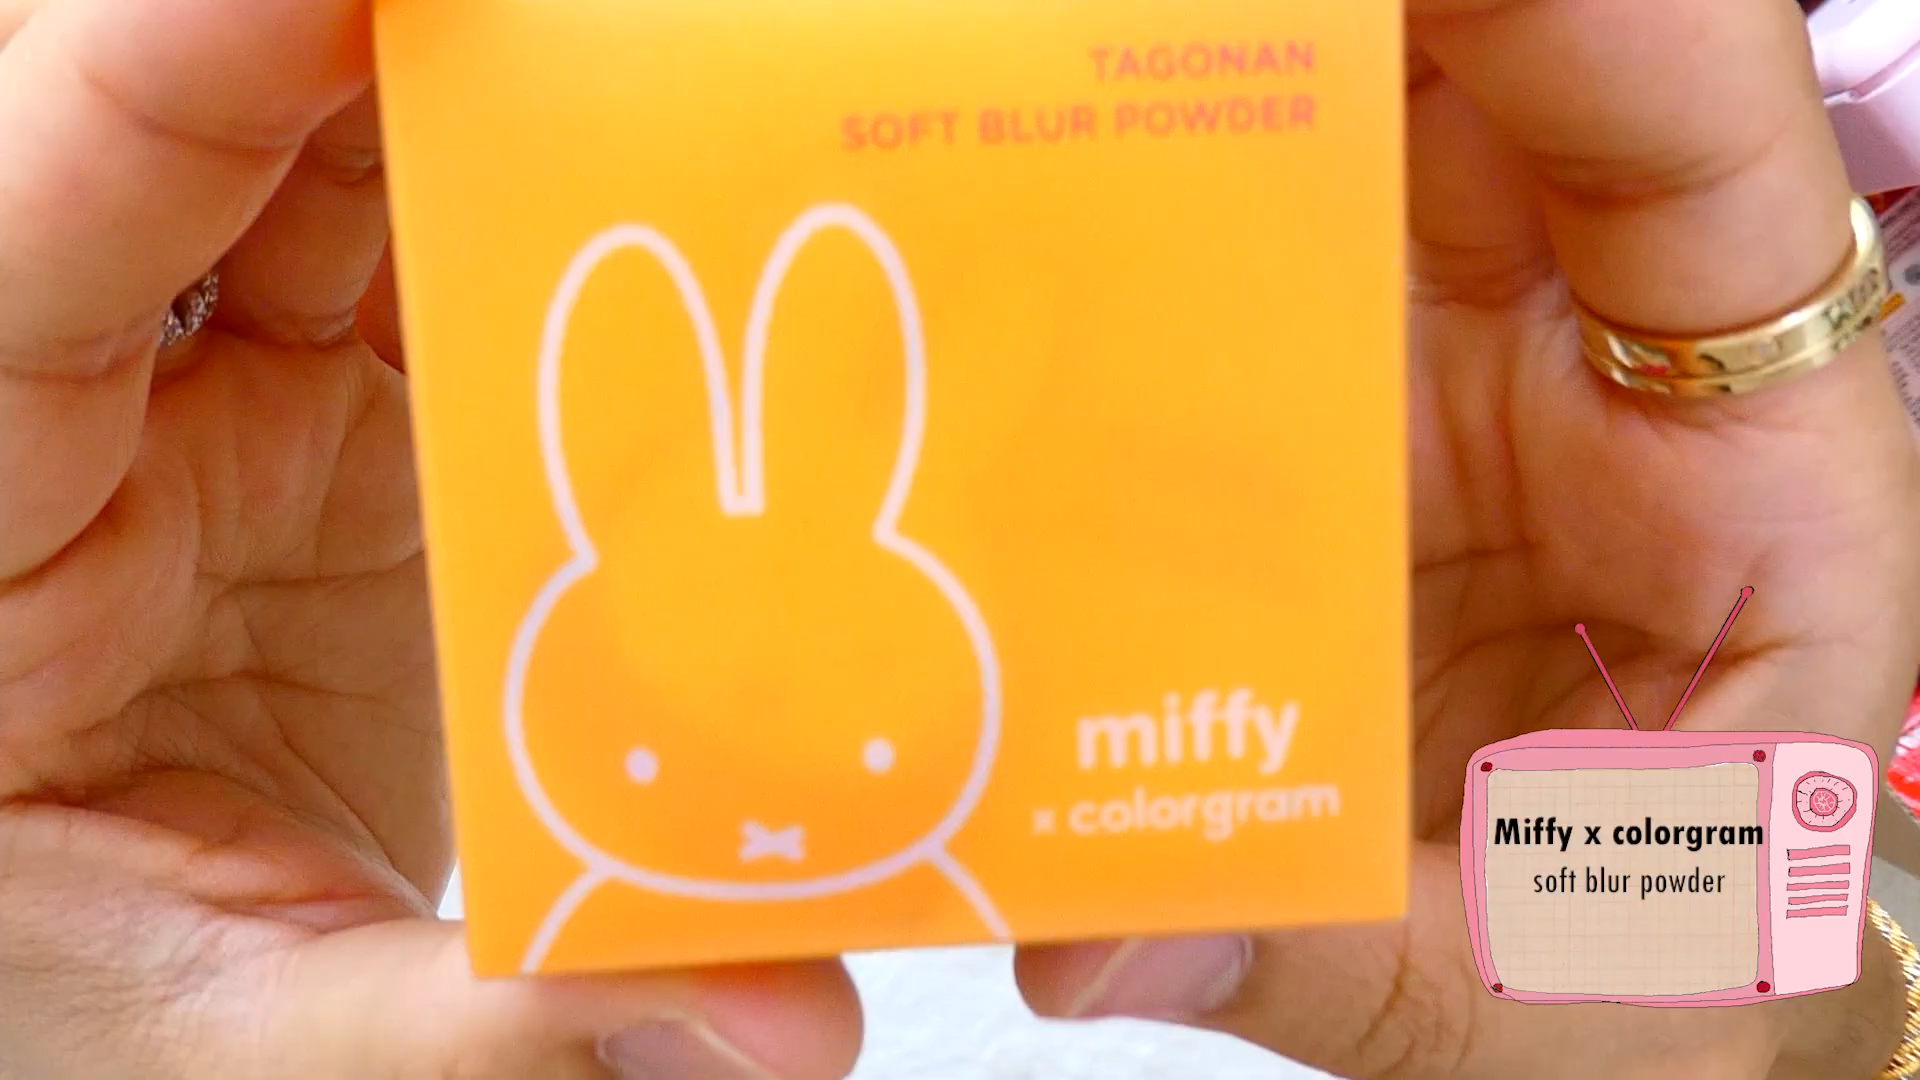 TAGONAN
SOFT BLUR POWDER
miffy
x colorgram
Miffy x colorgram
soft blur powder